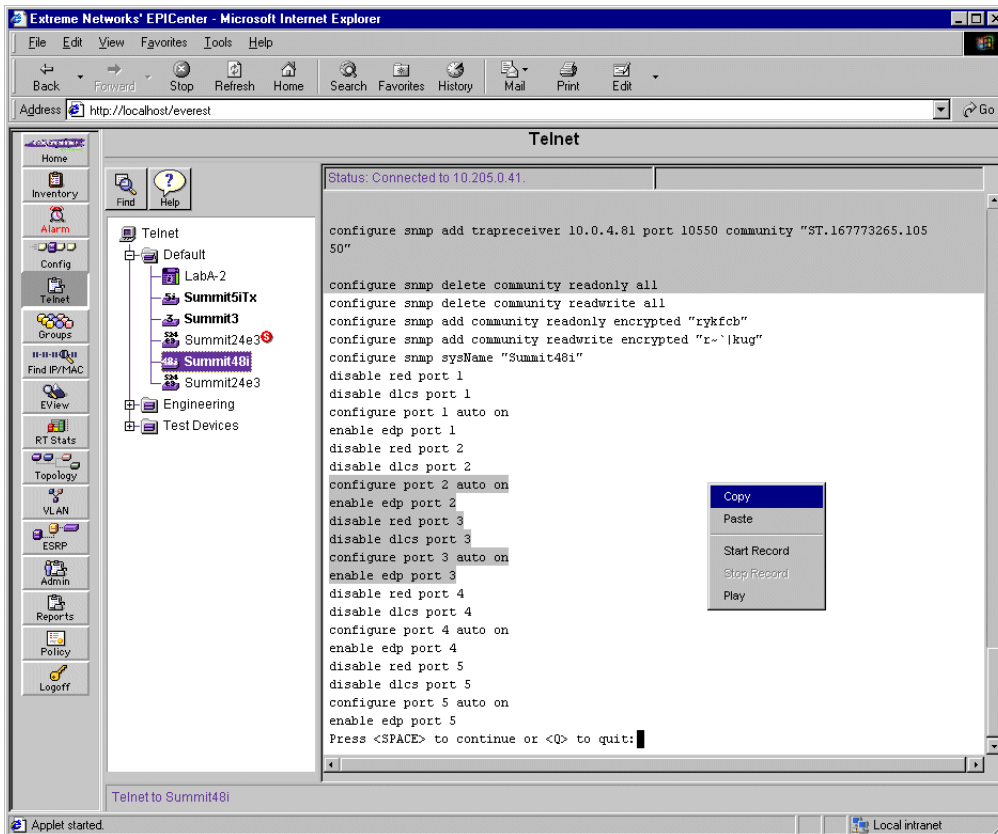 Extreme Networks' EPICenter - Microsoft Internet Explorer
File Edit View Favorites Tools Help
Back Forward Stop Refresh Home Search Favorites History Mail Print Edit
Address http://localhost/everest Go
Home
Inventory
Alarm
Config
Telnet
Groups
Find IP/MAC
EView
RT Stats
Topology
VLAN
ESRP
Admin
Reports
Policy
Logoff
Telnet
Find Help
Telnet
Default
LabA-2
Summit5iTx
Summit3
Summit24e3
Summit48i
Summit24e3
Engineering
Test Devices
Status: Connected to 10.205.0.41.
configure snmp add trapreceiver 10.0.4.81 port 10550 community "ST.167773265.105
50"
configure snmp delete community readonly all
configure snmp delete community readwrite all
configure snmp add community readonly encrypted "rykfcb"
configure snmp add community readwrite encrypted "r~`|kug"
configure snmp sysName "Summit48i"
disable red port 1
disable dlcs port 1
configure port 1 auto on
enable edp port 1
disable red port 2
disable dlcs port 2
configure port 2 auto on
enable edp port 2
disable red port 3
disable dlcs port 3
configure port 3 auto on
enable edp port 3
disable red port 4
disable dlcs port 4
configure port 4 auto on
enable edp port 4
disable red port 5
disable dlcs port 5
configure port 5 auto on
enable edp port 5
Press <SPACE> to continue or <Q> to quit:
Copy
Paste
Start Record
Stop Record
Play
Telnet to Summit48i
Applet started. Local intranet